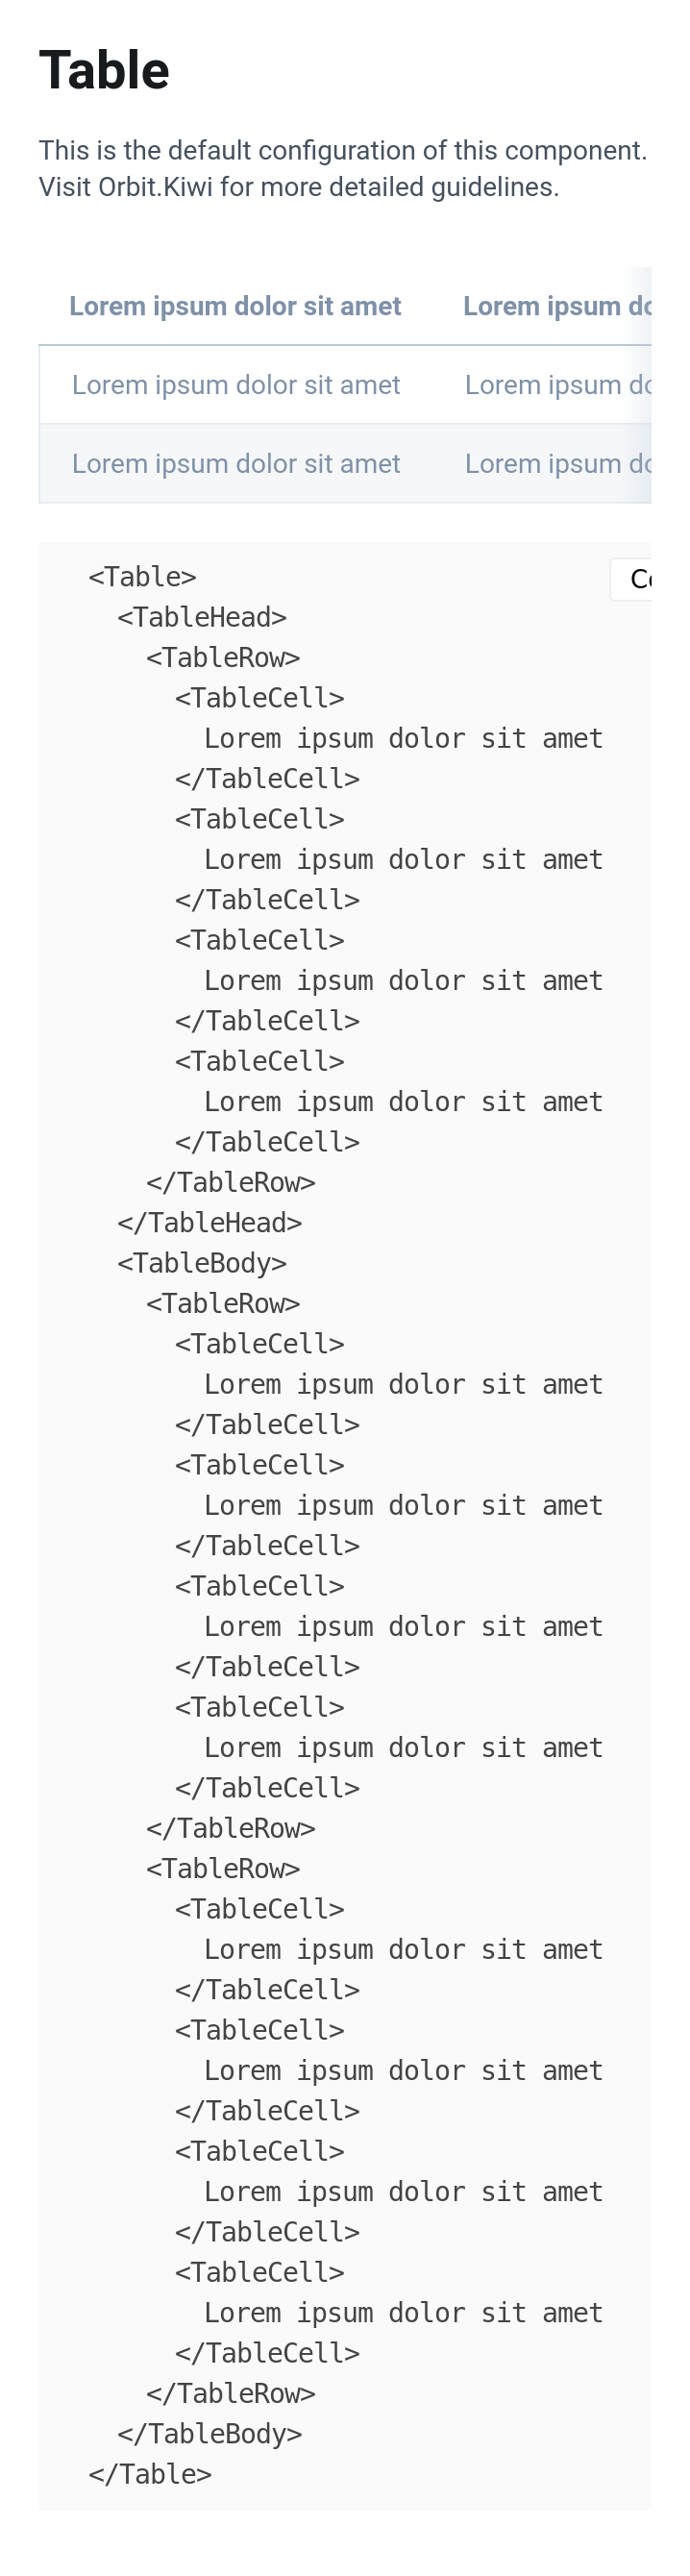 Table
This is the default configuration of this component.
Visit Orbit.Kiwi for more detailed guidelines.
Lorem ipsum dolor sit amet Lorem ipsum
Lorem ipsum dolor sit amet Lorem ipsum
Lorem ipsum dolor sit amet Lorem ipsum
<Table>
<TableHead>
<TableRow>
<TableCell>
Lorem ipsum dolor sit amet
</TableCell>
<TableCell>
Lorem ipsum dolor sit amet
</TableCell>
<TableCell>
Lorem ipsum dolor sit amet
</TableCell>
<TableCell>
Lorem ipsum dolor sit amet
</TableCell>
</TableRow>
</TableHead>
<TableBody>
<TableRow>
<TableCell>
Lorem ipsum dolor sit amet
</TableCell>
<TableCell>
Lorem ipsum dolor sit amet
</TableCell>
<TableCell>
Lorem ipsum dolor sit amet
</TableCell>
<TableCell>
Lorem ipsum dolor sit amet
</TableCell>
</TableRow>
<TableRow>
<TableCell>
Lorem ipsum dolor sit amet
</TableCell>
<TableCell>
Lorem ipsum dolor sit amet
</TableCell>
<TableCell>
Lorem ipsum dolor sit amet
</TableCell>
<TableCell>
Lorem ipsum dolor sit amet
</TableCell>
</TableRow>
</TableBody>
</Table>